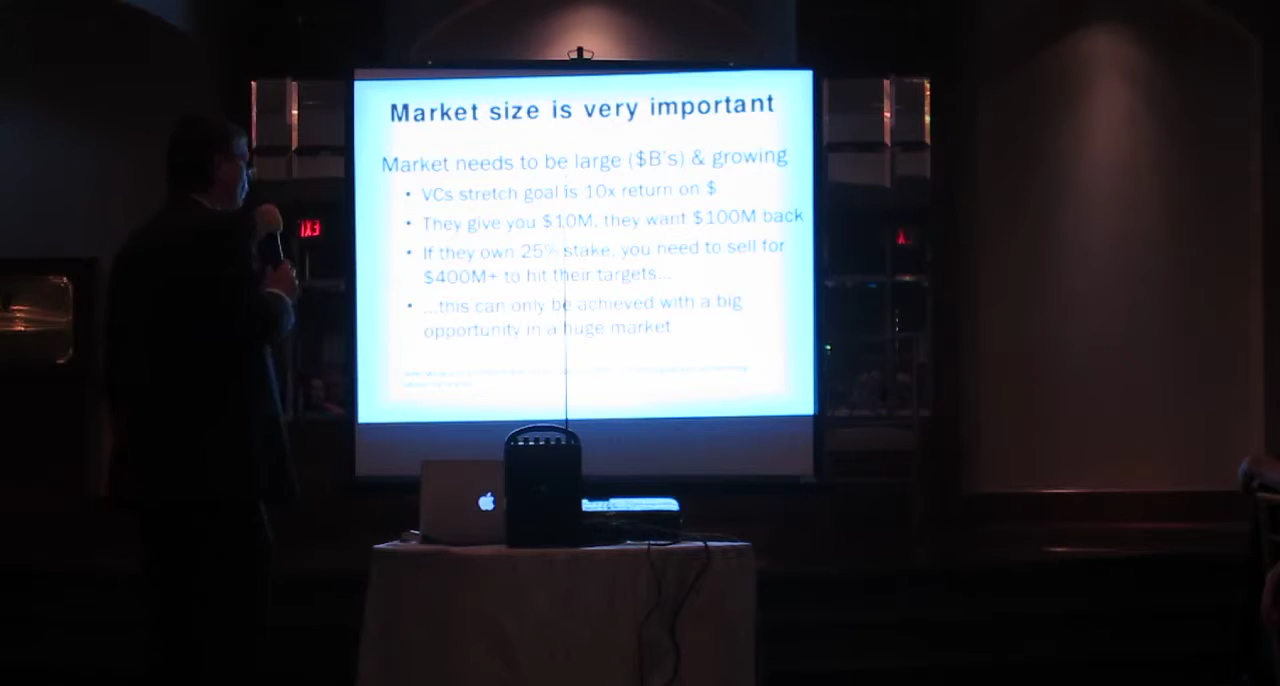 Market size is very important
Market needs to be large ($B's) & growing
• VCs stretch goal is 10x return on $
• They give you $10M, they want $100M back
• If they own 25% stake, you need to sell for
$400M+ to hit their targets...
• ...this can only be achieved with a big
opportunity in a huge market
EXIT